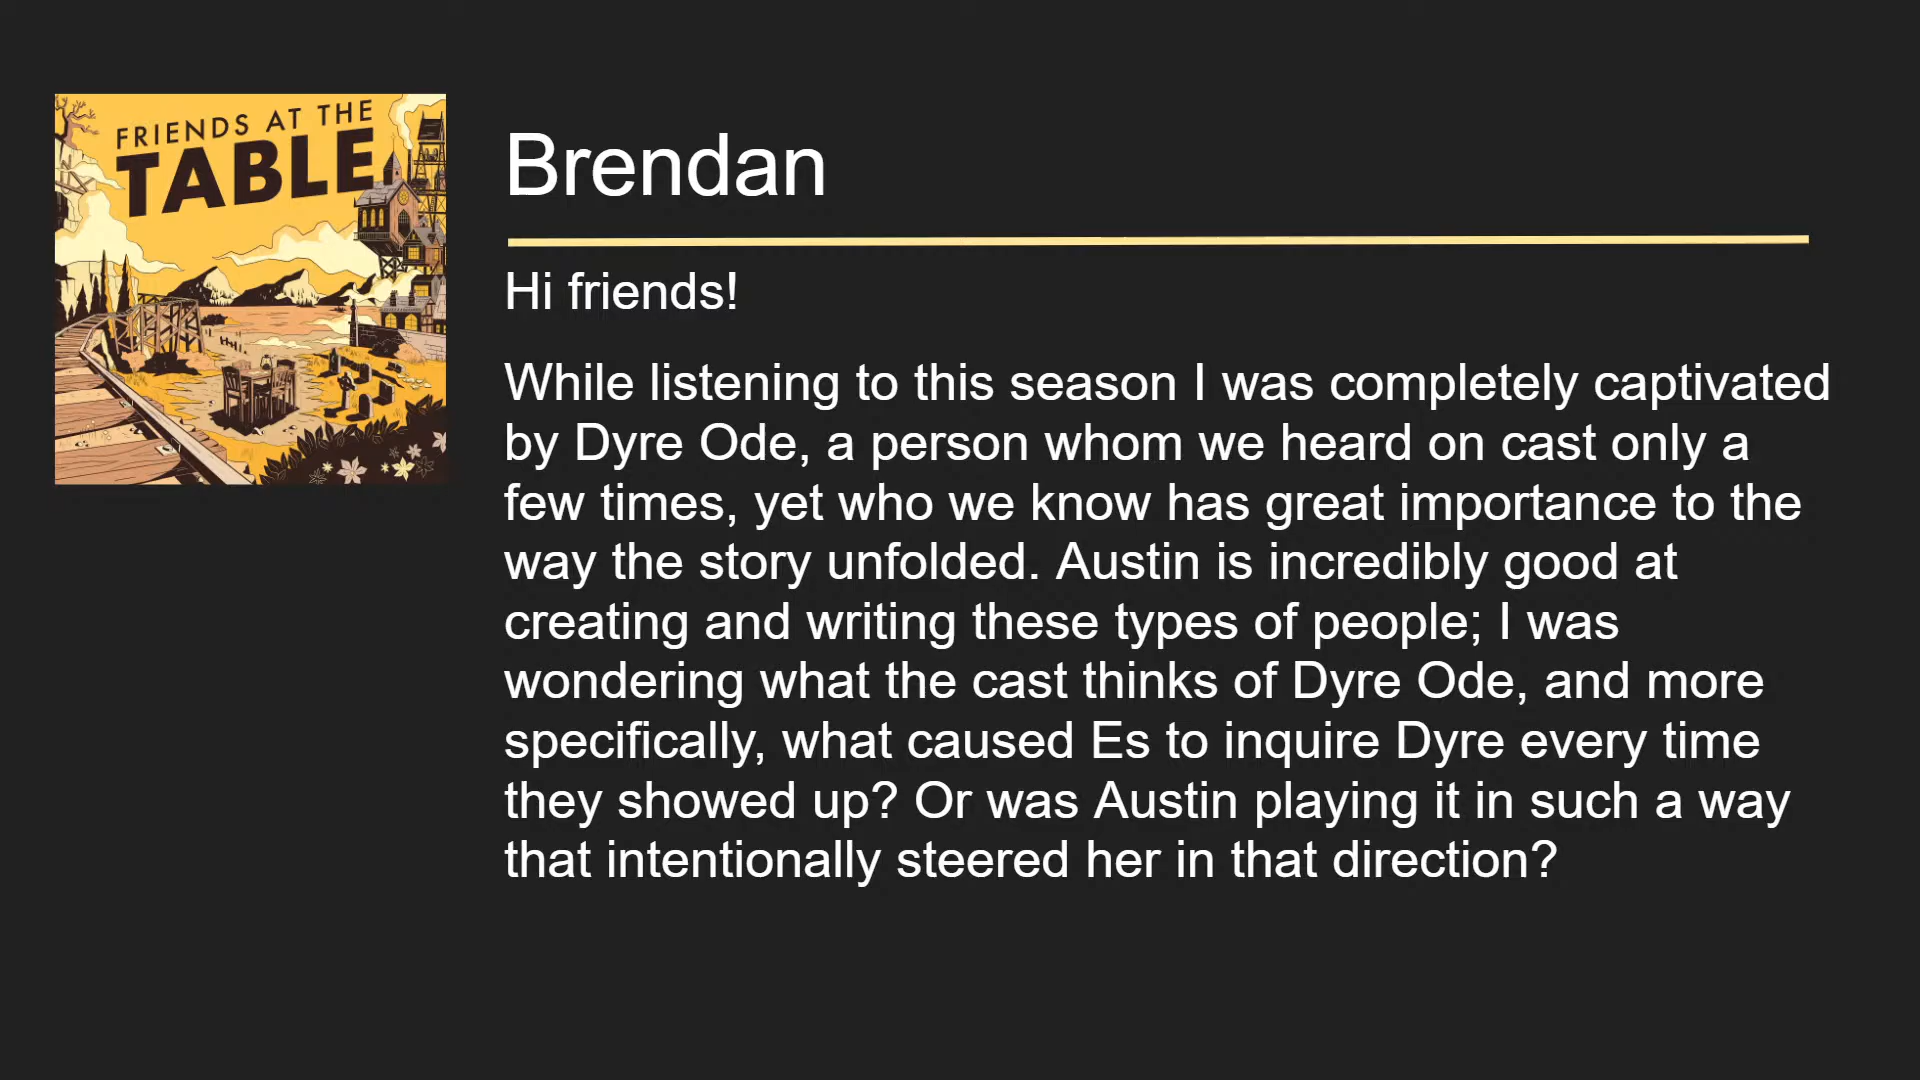 FRIENDS AT THE
TABLE
Brendan
Hi friends!
While listening to this season I was completely captivated
by Dyre Ode, a person whom we heard on cast only a
few times, yet who we know has great importance to the
way the story unfolded. Austin is incredibly good at
creating and writing these types of people; I was
wondering what the cast thinks of Dyre Ode, and more
specifically, what caused Es to inquire Dyre every time
they showed up? Or was Austin playing it in such a way
that intentionally steered her in that direction?